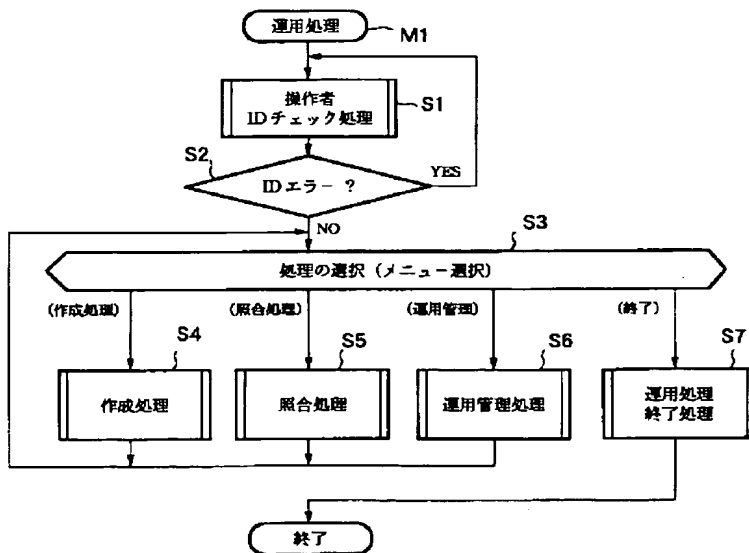 運用処理
M1
操作者
IDチェック処理
S1
S2
IDエラー ?
YES
NO
S3
処理の選択 (メニュー選択)
(作成処理)
(照合処理)
(運用管理)
(終了)
S4
S5
S6
S7
作成処理
照合処理
運用管理処理
運用処理
終了処理
終了